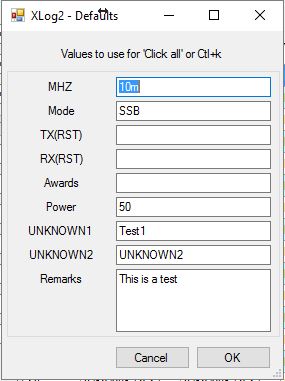 XLog2 - Defaults
Values to use for 'Click all' or Ctl+k
MHZ 10m
Mode SSB
TX(RST)
RX(RST)
Awards
Power 50
UNKNOWN1 Test1
UNKNOWN2 UNKNOWN2
Remarks This is a test
Cancel OK